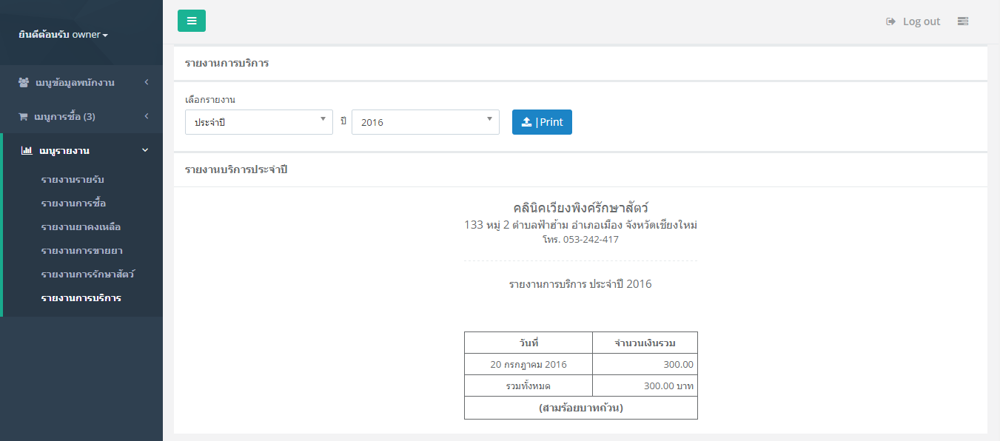 ยินดีต้อนรับ owner
เมนูข้อมูลพนักงาน
เมนูการซื้อ (3)
เมนูรายงาน
รายงานรายรับ
รายงานการซื้อ
รายงานยาคงเหลือ
รายงานการขายยา
รายงานการรักษาสัตว์
รายงานการบริการ
Log out
รายงานการบริการ
เลือกรายงาน
ประจำปี ปี 2016 |Print
รายงานบริการประจำปี
คลินิคเวียงพิงค์รักษาสัตว์
133 หมู่ 2 ตำบลฟ้าฮ้าม อำเภอเมือง จังหวัดเชียงใหม่
โทร. 053-242-417
รายงานการบริการ ประจำปี 2016
วันที่ จำนวนเงินรวม
20 กรกฎาคม 2016 300.00
รวมทั้งหมด 300.00 บาท
(สามร้อยบาทถ้วน)